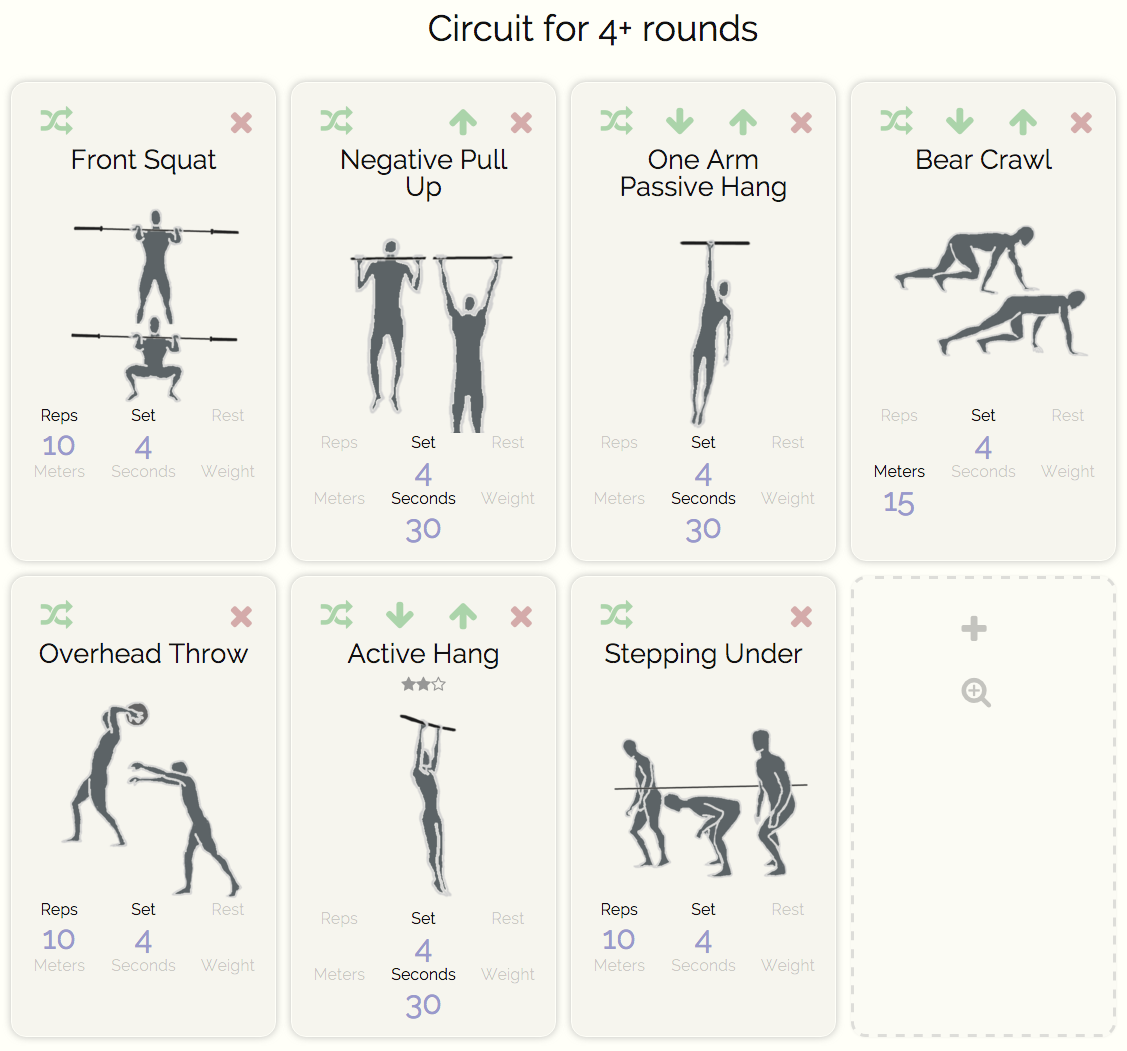 Circuit for 4+ rounds
Front Squat
Reps Set Rest
10 4
Meters Seconds Weight
Negative Pull
Up
Reps Set Rest
4
Meters Seconds Weight
30
One Arm
Passive Hang
Reps Set Rest
4
Meters Seconds Weight
30
Bear Crawl
Reps Set Rest
4
Meters Seconds Weight
15
Overhead Throw
Reps Set Rest
10 4
Meters Seconds Weight
Active Hang
Reps Set Rest
4
Meters Seconds Weight
30
Stepping Under
Reps Set Rest
10 4
Meters Seconds Weight